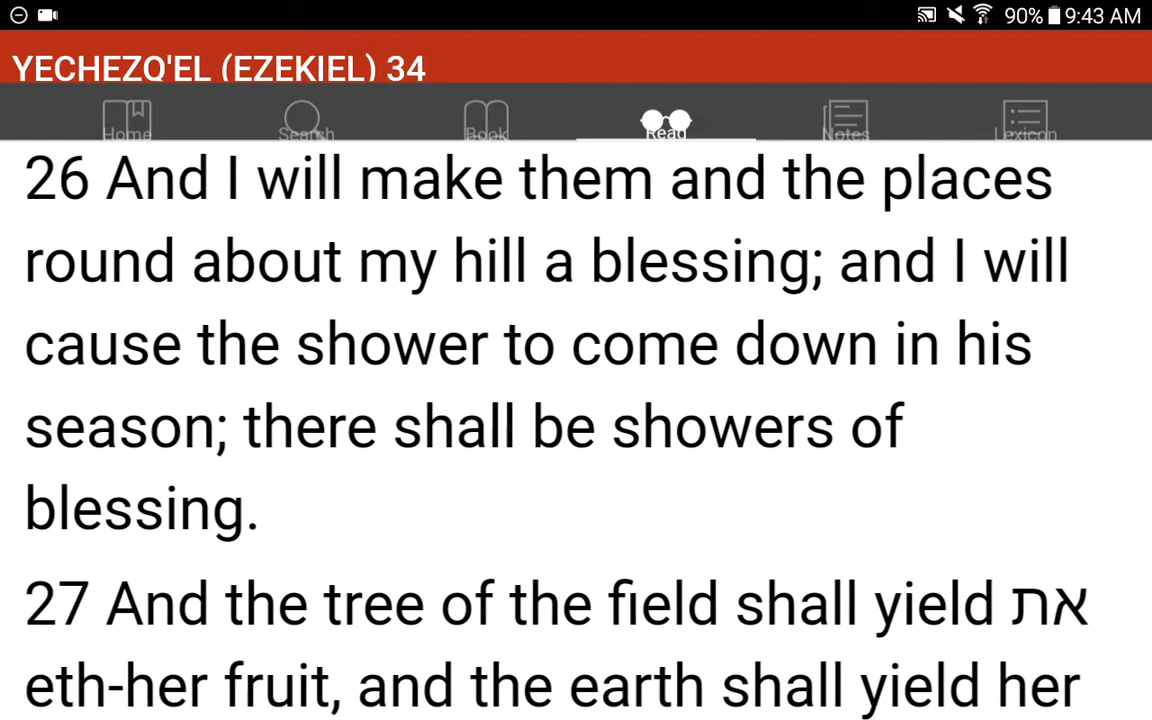 90% 9:43 AM
YECHEZQ'EL (EZEKIEL) 34
Home Search Book Read Notes Lexicon
26 And I will make them and the places
round about my hill a blessing; and I will
cause the shower to come down in his
season; there shall be showers of
blessing.
27 And the tree of the field shall yield את
eth-her fruit, and the earth shall yield her